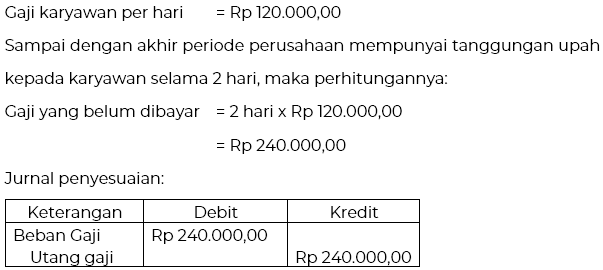 Gaji karyawan per hari = Rp 120.000,00
Sampai dengan akhir periode perusahaan mempunyai tanggungan upah
kepada karyawan selama 2 hari, maka perhitungannya:
Gaji yang belum dibayar = 2 hari x Rp 120.000,00
= Rp 240.000,00
Jurnal penyesuaian:
Keterangan Debit Kredit
Beban Gaji Rp 240.000,00
Utang gaji Rp 240.000,00